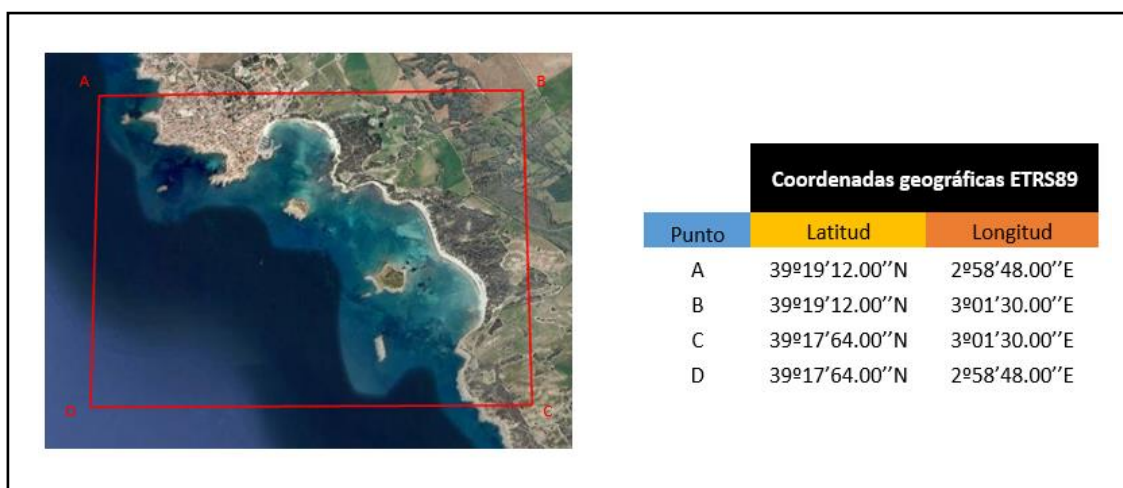 A
B
D
C
Coordenadas geográficas ETRS89
Punto Latitud Longitud
A 39º19’12.00’’N 2º58’48.00’’E
B 39º19’12.00’’N 3º01’30.00’’E
C 39º17’64.00’’N 3º01’30.00’’E
D 39º17’64.00’’N 2º58’48.00’’E